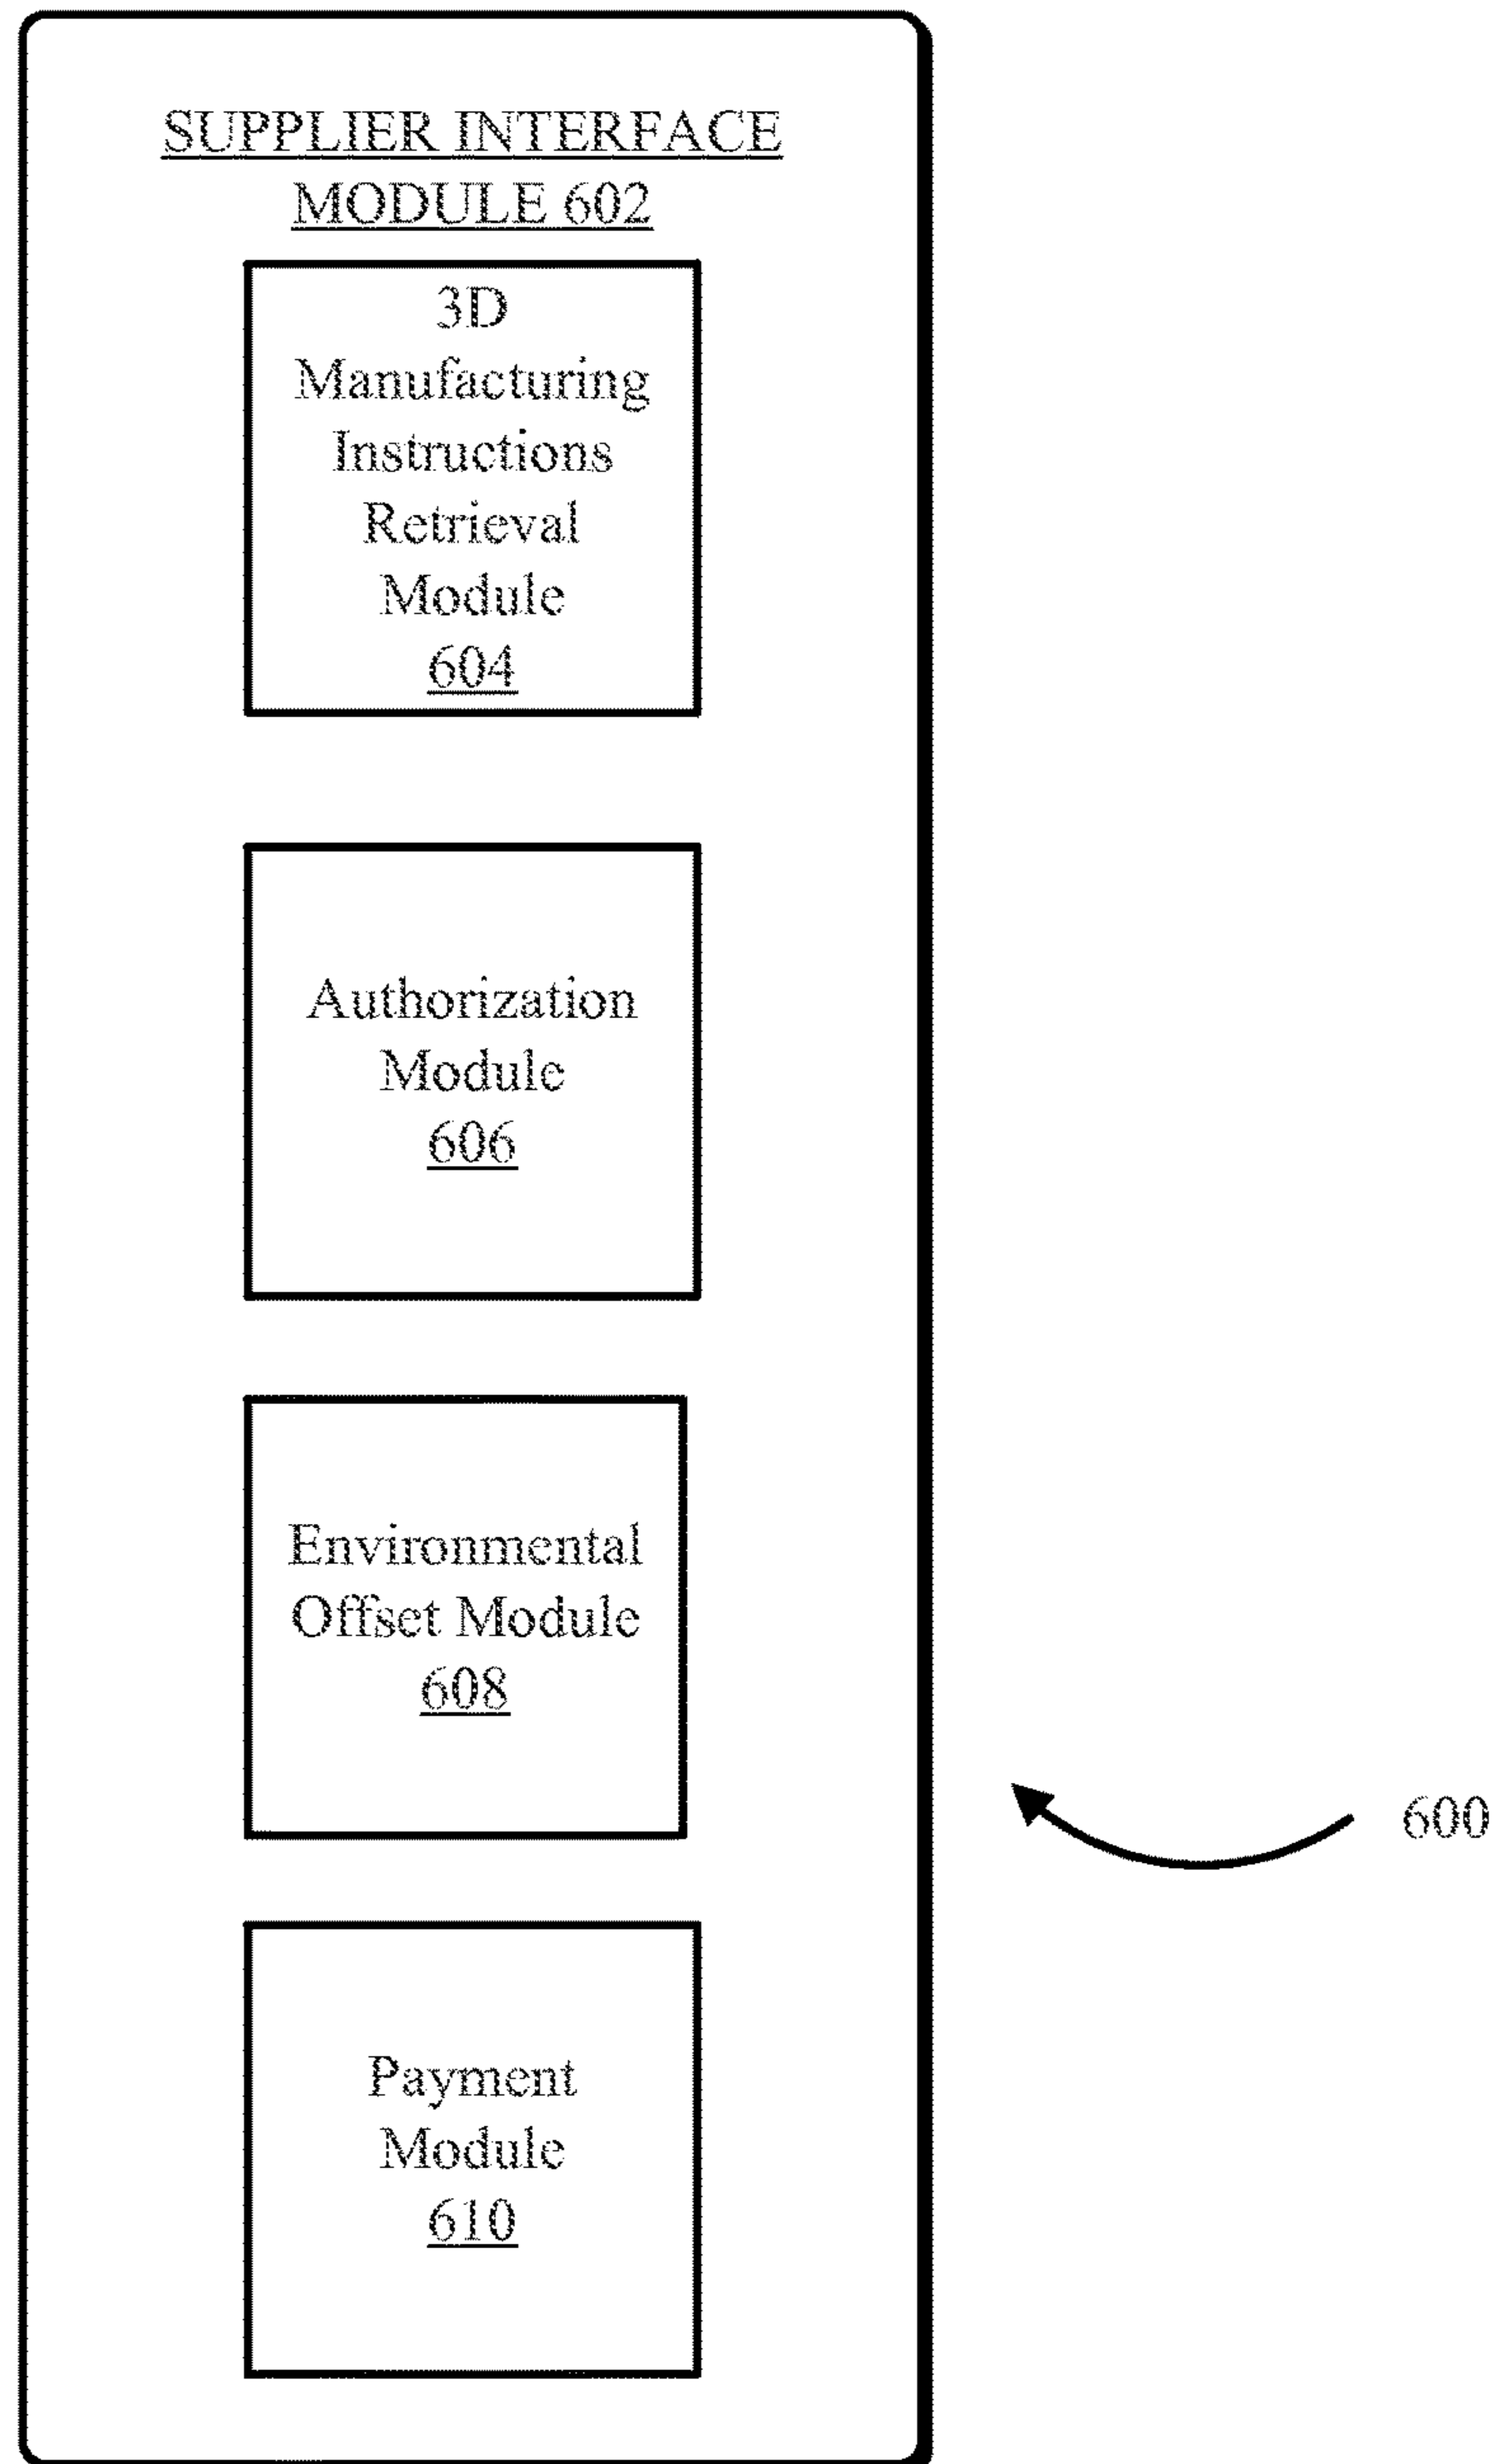 SUPPLIER INTERFACE
MODULE 602
3D
Manufacturing
Instructions
Retrieval
Module
604
Authorization
Module
606
Environmental
Offset Module
608
600
Payment
Module
610